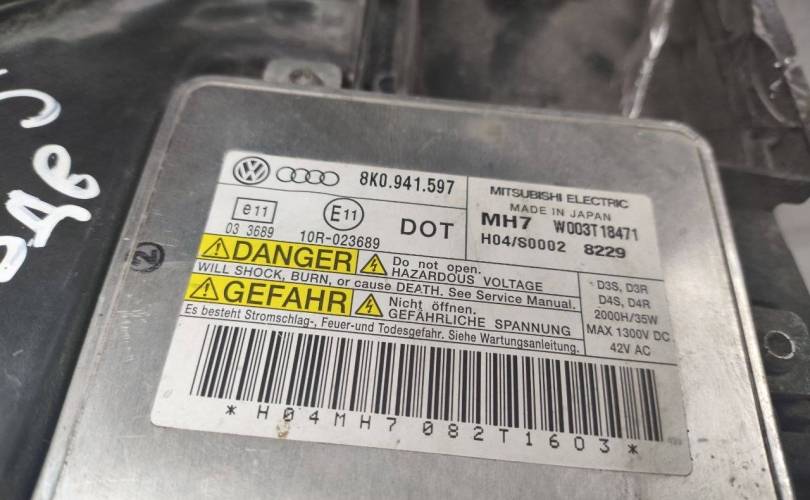 8K0.941.597
MITSUBISHI ELECTRIC
MADE IN JAPAN
e11
E11
DOT
MH7 W003T18471
03 3689
10R-023689
H04/S0002 8229
DANGER
Do not open.
HAZARDOUS VOLTAGE
WILL SHOCK, BURN, or cause DEATH. See Service Manual.
GEFAHR
Nicht öffnen.
GEFÄHRLICHE SPANNUNG
Es besteht Stromschlag-, Feuer-und Todesgefahr. Siehe Wartungsanleitung.
D3S, D3R
D4S, D4R
2000H/35W
MAX 1300V DC
42V AC
*H04MH7082T1603*
2